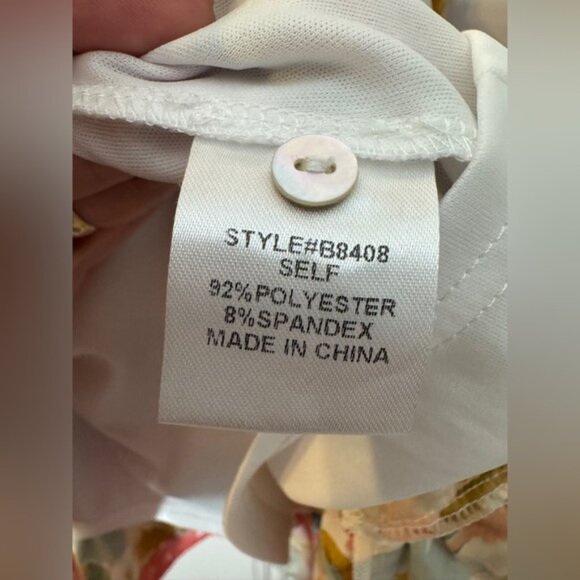 STYLE#B8408
SELF
92%POLYESTER
8%SPANDEX
MADE IN CHINA